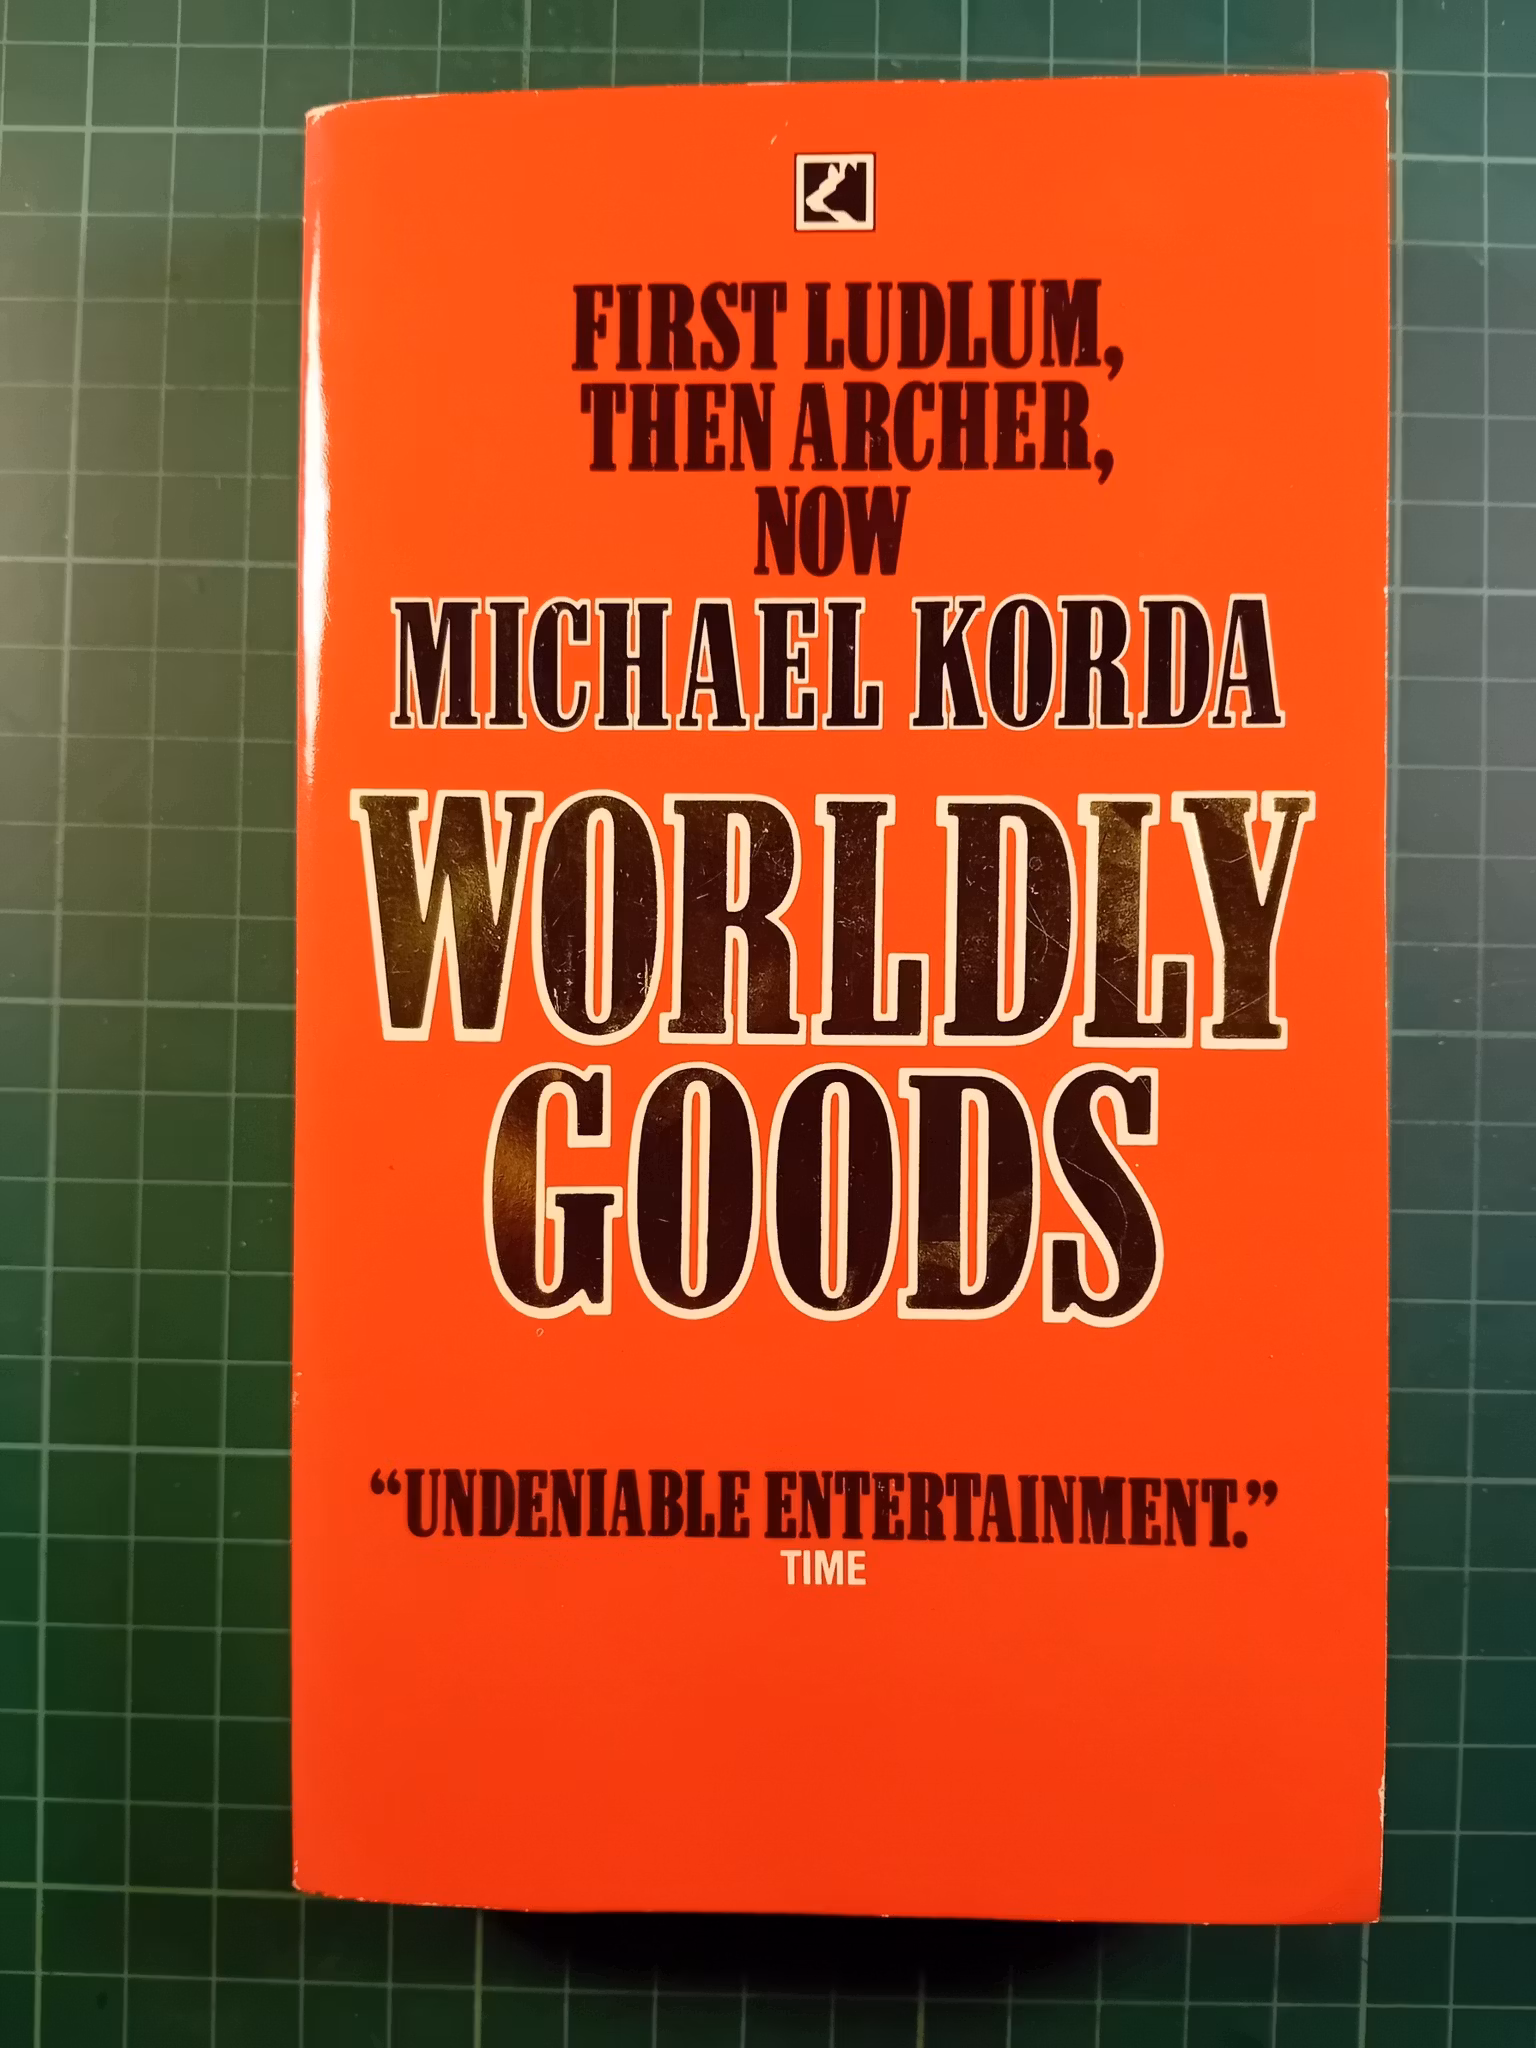 FIRST LUDLUM,
THEN ARCHER,
NOW
MICHAEL KORDA
WORLDLY
GOODS
“UNDENIABLE ENTERTAINMENT.”
TIME